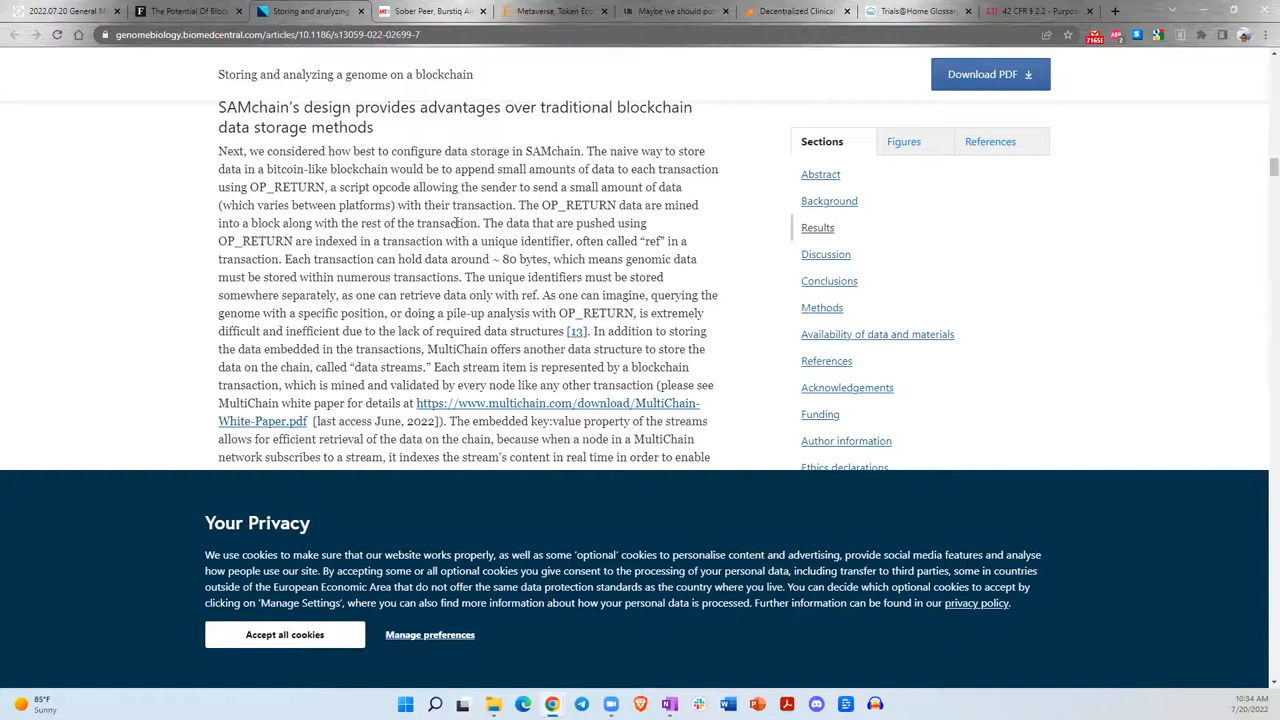 2022.07.20 General M
The Potential Of Block
Storing and analyzing
Sober Peer, Burstiq An
Metaverse, Token Eco
Maybe we should put
Decentralized Clinical
Trials@Home Glossar
42 CFR § 2.2 - Purpos
genomebiology.biomedcentral.com/articles/10.1186/s13059-022-02699-7
Storing and analyzing a genome on a blockchain
Download PDF
SAMchain's design provides advantages over traditional blockchain
data storage methods
Next, we considered how best to configure data storage in SAMchain. The naive way to store
data in a bitcoin-like blockchain would be to append small amounts of data to each transaction
using OP_RETURN, a script opcode allowing the sender to send a small amount of data
(which varies between platforms) with their transaction. The OP_RETURN data are mined
into a block along with the rest of the transaction. The data that are pushed using
OP_RETURN are indexed in a transaction with a unique identifier, often called “ref” in a
transaction. Each transaction can hold data around ~ 80 bytes, which means genomic data
must be stored within numerous transactions. The unique identifiers must be stored
somewhere separately, as one can retrieve data only with ref. As one can imagine, querying the
genome with a specific position, or doing a pile-up analysis with OP_RETURN, is extremely
difficult and inefficient due to the lack of required data structures [13]. In addition to storing
the data embedded in the transactions, MultiChain offers another data structure to store the
data on the chain, called “data streams.” Each stream item is represented by a blockchain
transaction, which is mined and validated by every node like any other transaction (please see
MultiChain white paper for details at https://www.multichain.com/download/MultiChain-
White-Paper.pdf [last access June, 2022]). The embedded key:value property of the streams
allows for efficient retrieval of the data on the chain, because when a node in a MultiChain
network subscribes to a stream, it indexes the stream's content in real time in order to enable
Sections
Figures
References
Abstract
Background
Results
Discussion
Conclusions
Methods
Availability of data and materials
References
Acknowledgements
Funding
Author information
Ethics declarations
Your Privacy
We use cookies to make sure that our website works properly, as well as some 'optional' cookies to personalise content and advertising, provide social media features and analyse
how people use our site. By accepting some or all optional cookies you give consent to the processing of your personal data, including transfer to third parties, some in countries
outside of the European Economic Area that do not offer the same data protection standards as the country where you live. You can decide which optional cookies to accept by
clicking on 'Manage Settings', where you can also find more information about how your personal data is processed. Further information can be found in our privacy policy.
Accept all cookies
Manage preferences
85°F
Sunny
10:34 AM
7/20/2022